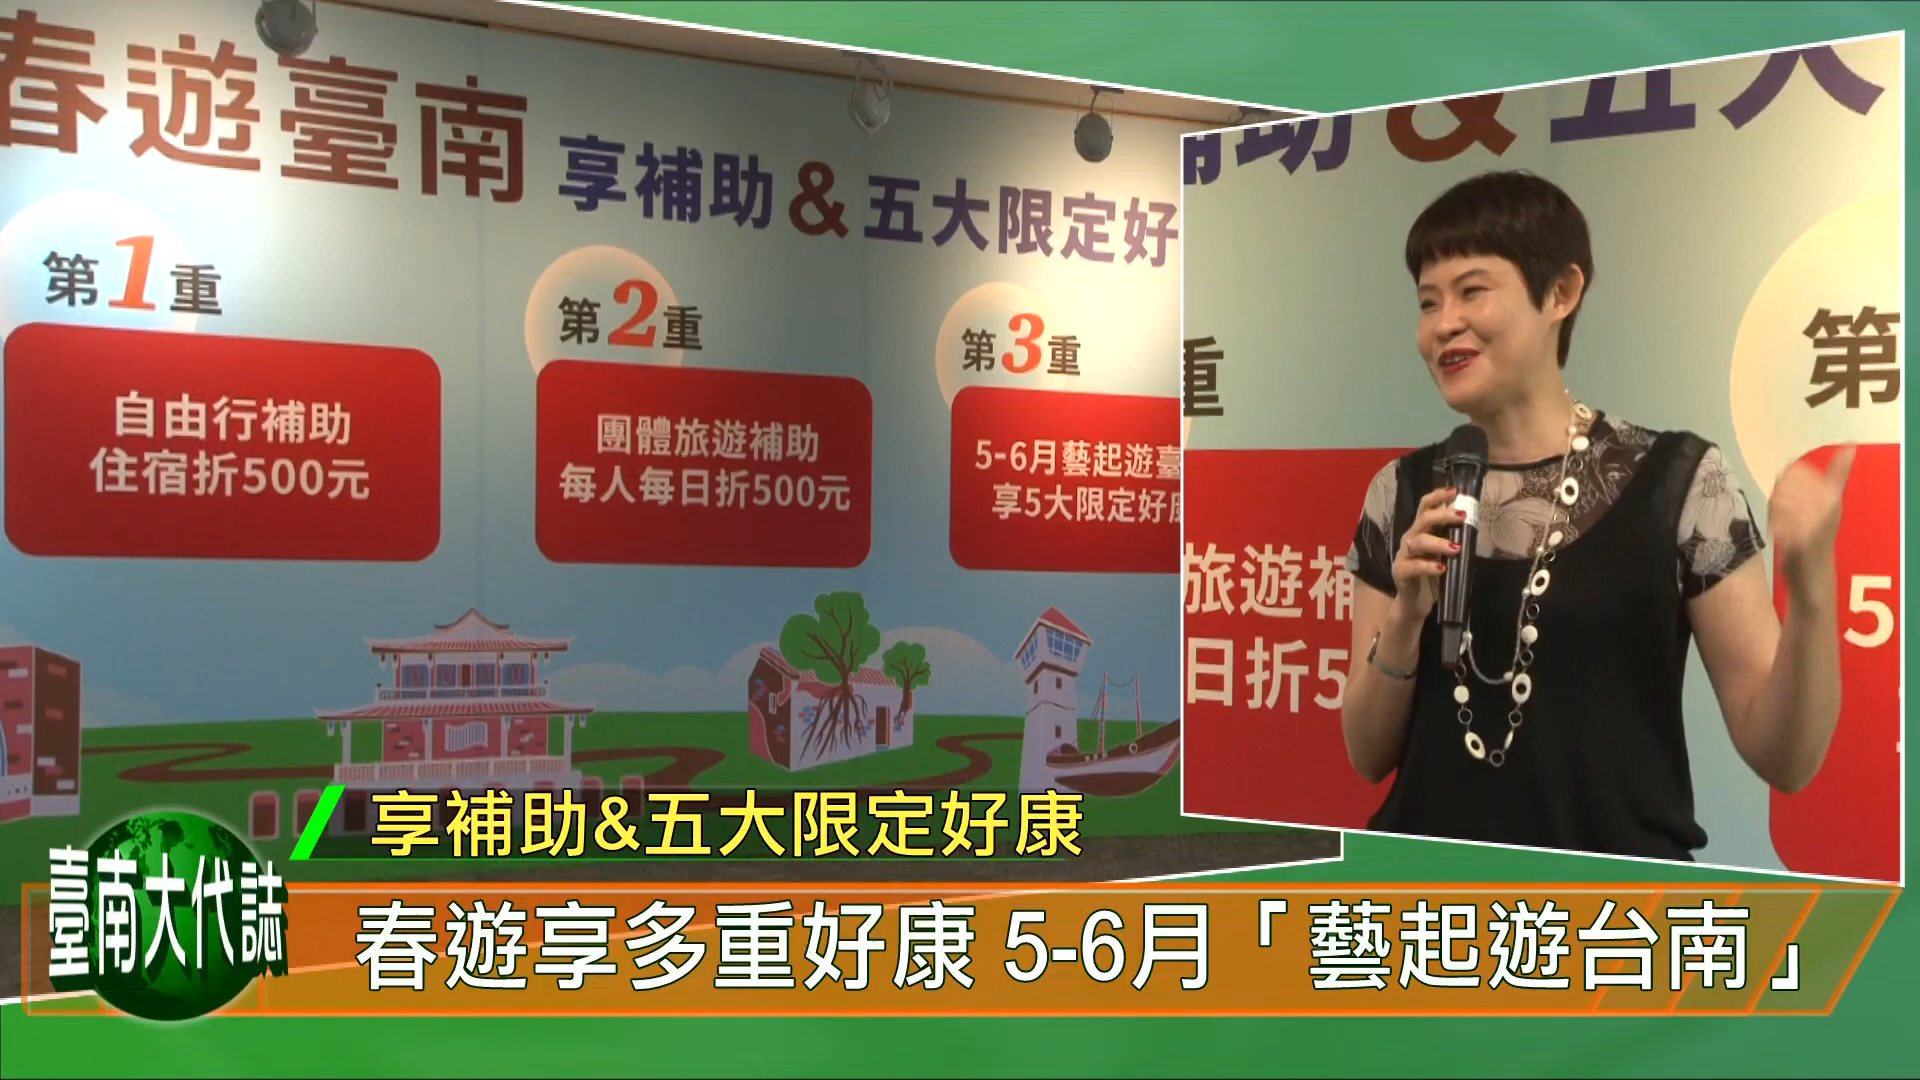 春遊臺南
享補助&五大限定好
第1重
自由行補助
住宿折500元
第2重
團體旅遊補助
每人每日折500元
第3重
5-6月藝起遊臺
享5大限定好康
補助&五大
重
第
旅遊補
日折5
5
享補助&五大限定好康
臺南大代誌
春遊享多重好康 5-6月「藝起遊台南」